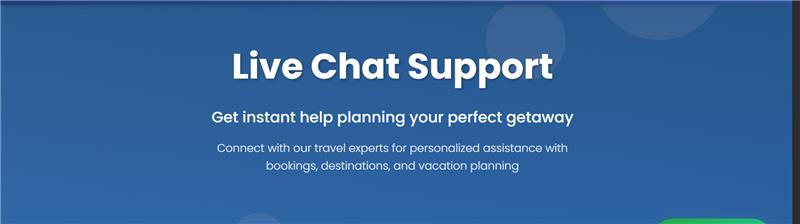 Live Chat Support
Get instant help planning your perfect getaway
Connect with our travel experts for personalized assistance with
bookings, destinations, and vacation planning